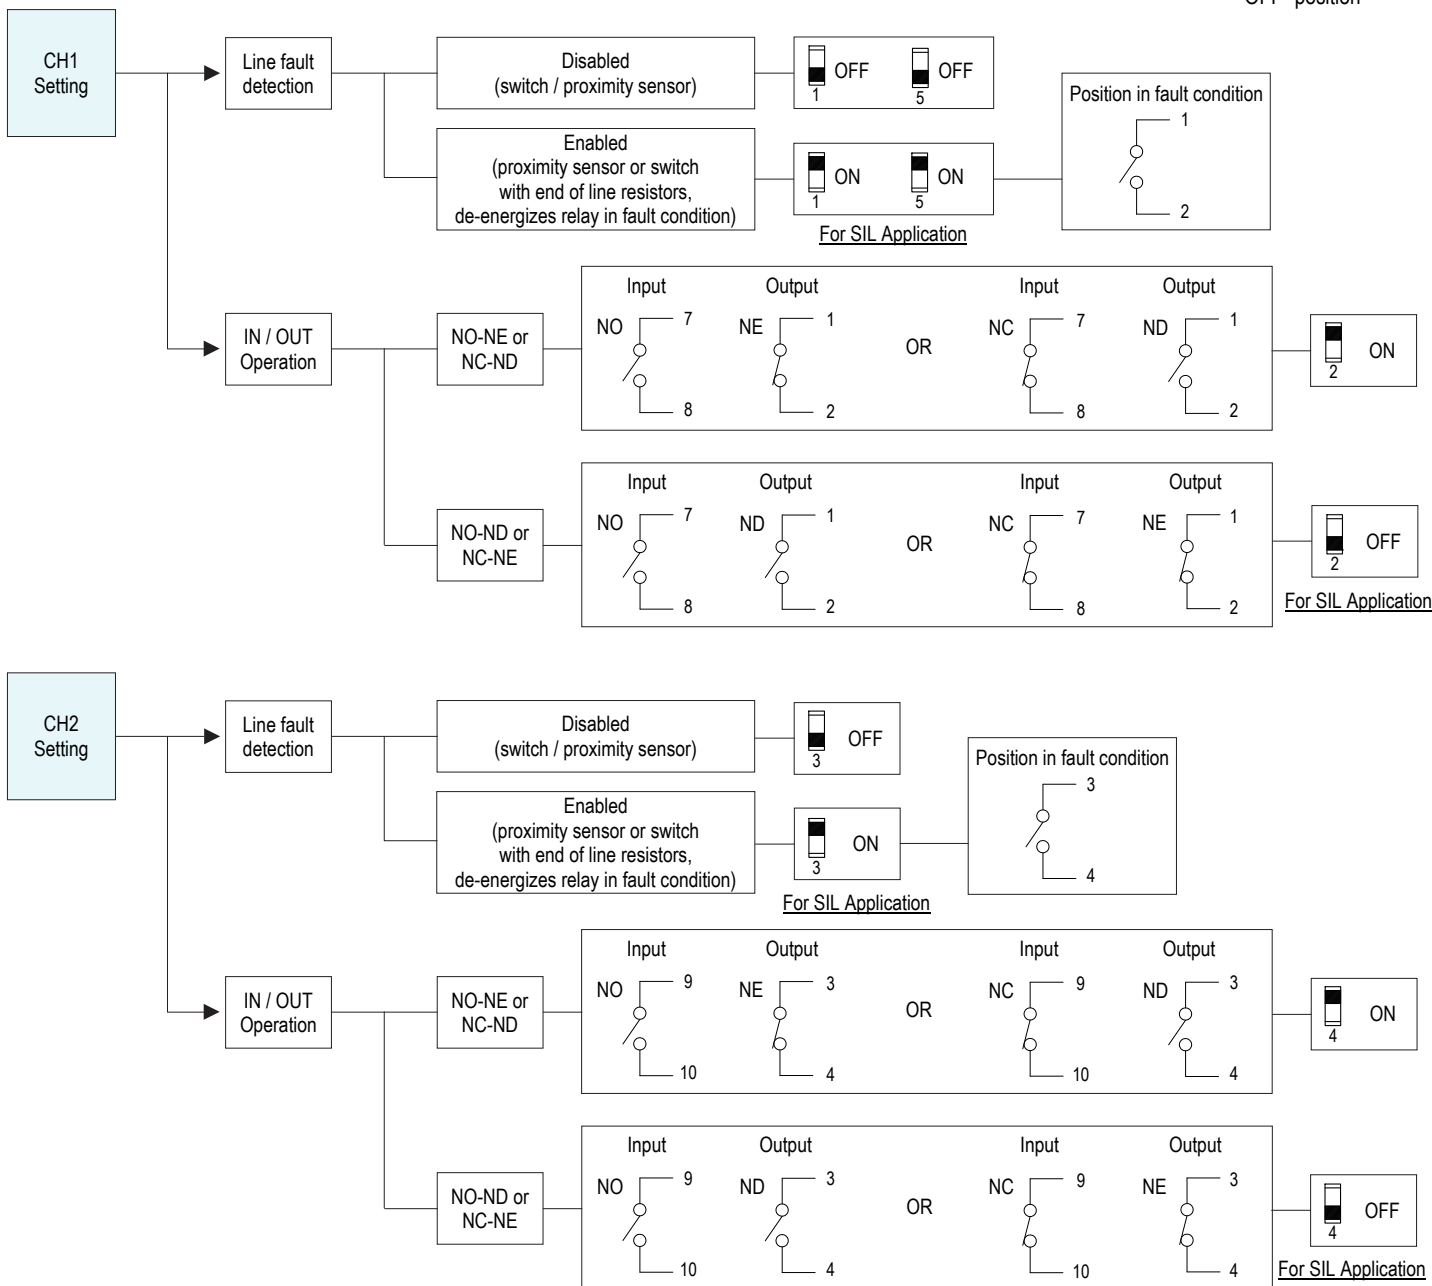 OFF" position
CH1
Setting
Line fault
detection
Disabled
(switch / proximity sensor)
OFF
1
OFF
5
Enabled
(proximity sensor or switch
with end of line resistors,
de-energizes relay in fault condition)
ON
1
ON
5
For SIL Application
Position in fault condition
1
2
IN / OUT
Operation
NO-NE or
NC-ND
Input
NO
7
8
Output
NE
1
2
OR
Input
NC
7
8
Output
ND
1
2
ON
2
NO-ND or
NC-NE
Input
NO
7
8
Output
ND
1
2
OR
Input
NC
7
8
Output
NE
1
2
OFF
2
For SIL Application
CH2
Setting
Line fault
detection
Disabled
(switch / proximity sensor)
OFF
3
Enabled
(proximity sensor or switch
with end of line resistors,
de-energizes relay in fault condition)
ON
3
For SIL Application
Position in fault condition
3
4
IN / OUT
Operation
NO-NE or
NC-ND
Input
NO
9
10
Output
NE
3
4
OR
Input
NC
9
10
Output
ND
3
4
ON
4
NO-ND or
NC-NE
Input
NO
9
10
Output
ND
3
4
OR
Input
NC
9
10
Output
NE
3
4
OFF
4
For SIL Application